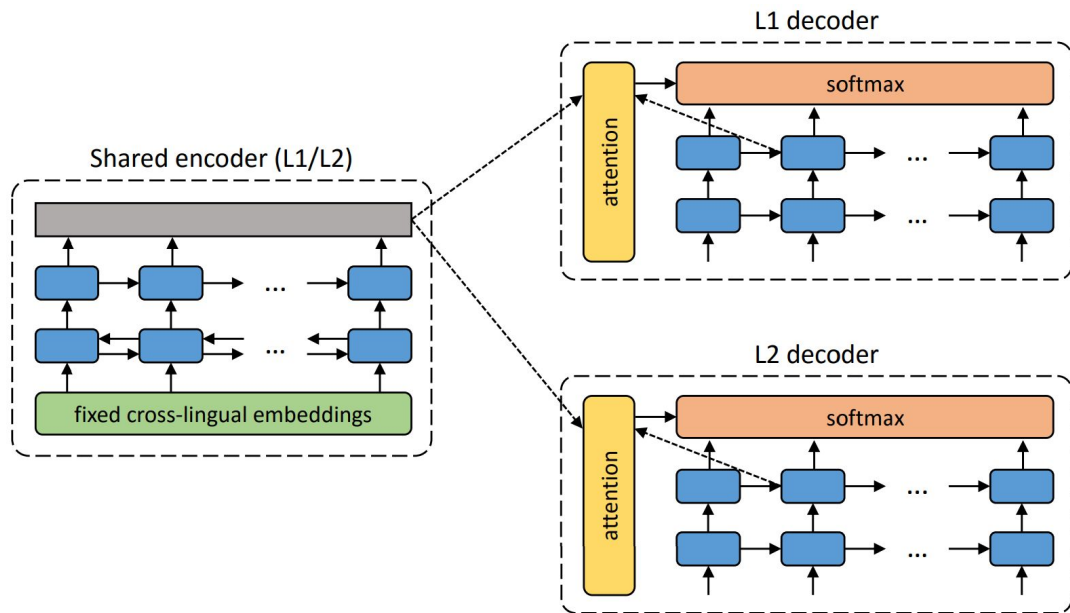 L1 decoder
softmax
attention
...
...
Shared encoder (L1/L2)
...
...
fixed cross-lingual embeddings
L2 decoder
softmax
attention
...
...